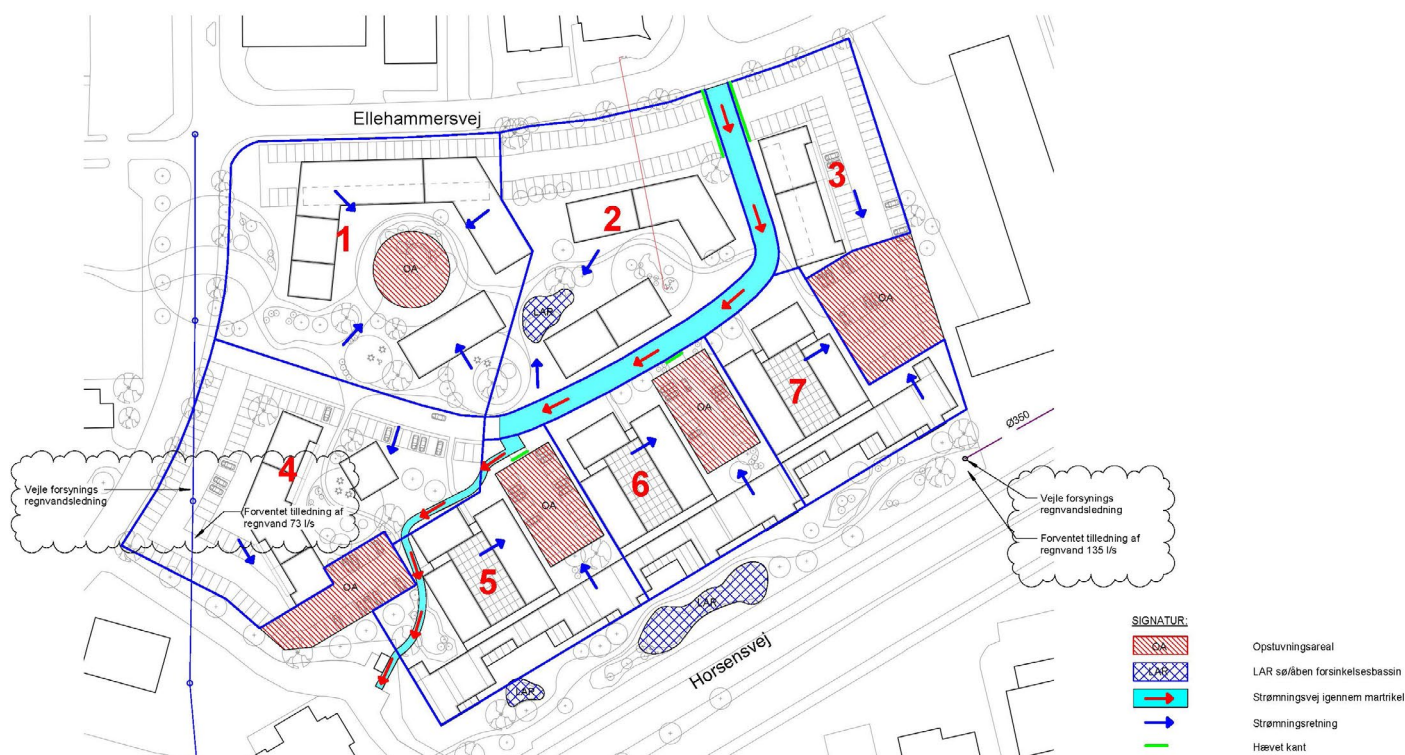 Ellehammersvej
1
2
3
OA
OA
LAR
4
OA
7
Ø350
Vejle forsynings
regnvandsledning
Forventet tilledning af
regnvand 73 l/s
6
OA
5
OA
LAR
LAR
Horsensvej
Vejle forsynings
regnvandsledning
Forventet tilledning af
regnvand 135 l/s
SIGNATUR:
OA Opstuvningsareal
LAR LAR sø/åben forsinkelsesbassin
Strømningsvej igennem martrikel
Strømningsretning
Hævet kant